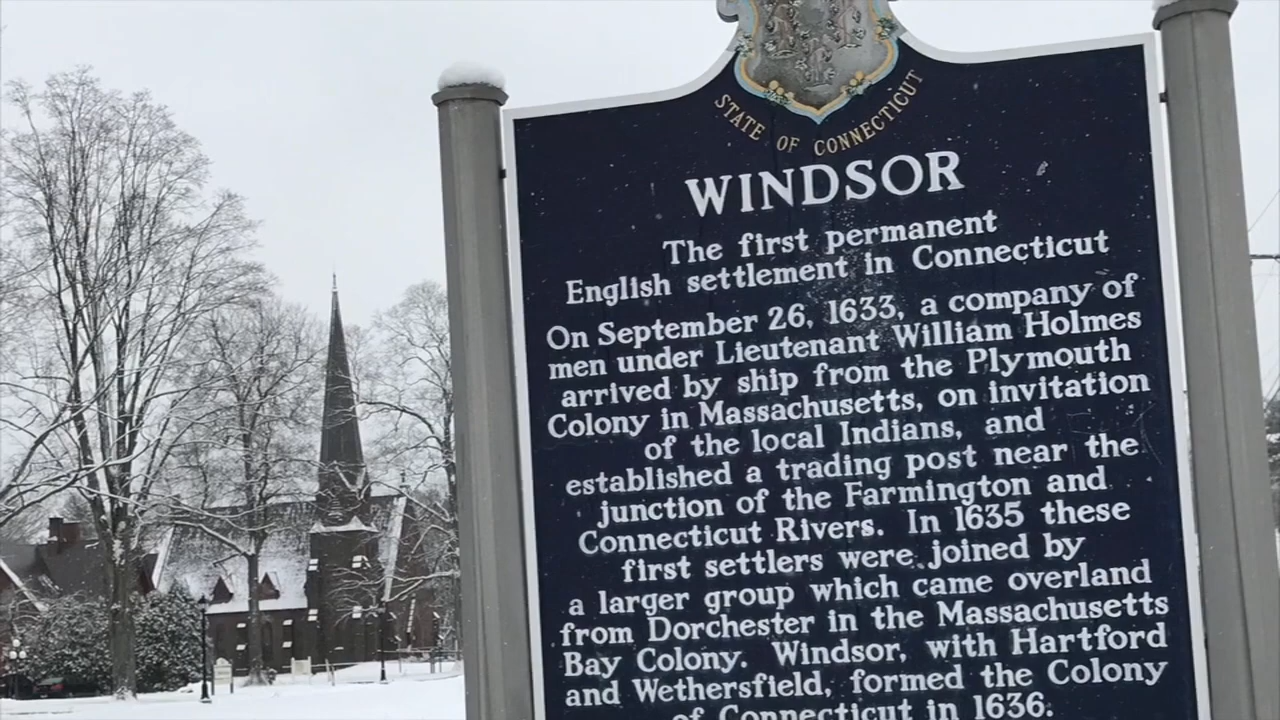 STATE OF CONNECTICUT
WINDSOR
The first permanent
English settlement in Connecticut
On September 26, 1633, a company of
men under Lieutenant William Holmes
arrived by ship from the Plymouth
Colony in Massachusetts, on invitation
of the local Indians, and
established a trading post near the
junction of the Farmington and
Connecticut Rivers. In 1635 these
first settlers were joined by
a larger group which came overland
from Dorchester in the Massachusetts
Bay Colony. Windsor, with Hartford
and Wethersfield, formed the Colony
of Connecticut in 1636.